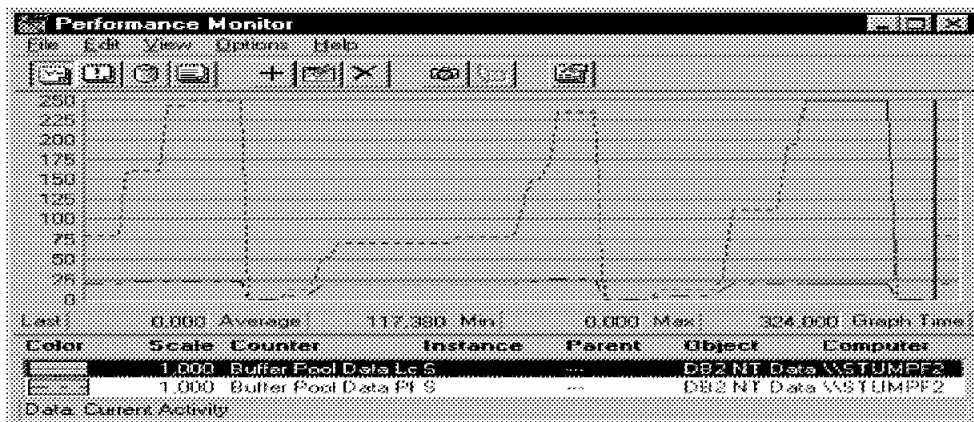 Performance Monitor
File Edit View Options Help
250
225
200
175
150
125
100
75
50
25
0
Last: 0.000 Average: 117.380 Min: 0.000 Max: 324.000 Graph Time:
Color Scale Counter Instance Parent Object Computer
1.000 Buffer Pool Data Lo S --- DB2 NT Data \\STUMPF2
1.000 Buffer Pool Data Pf S --- DB2 NT Data \\STUMPF2
Data: Current Activity